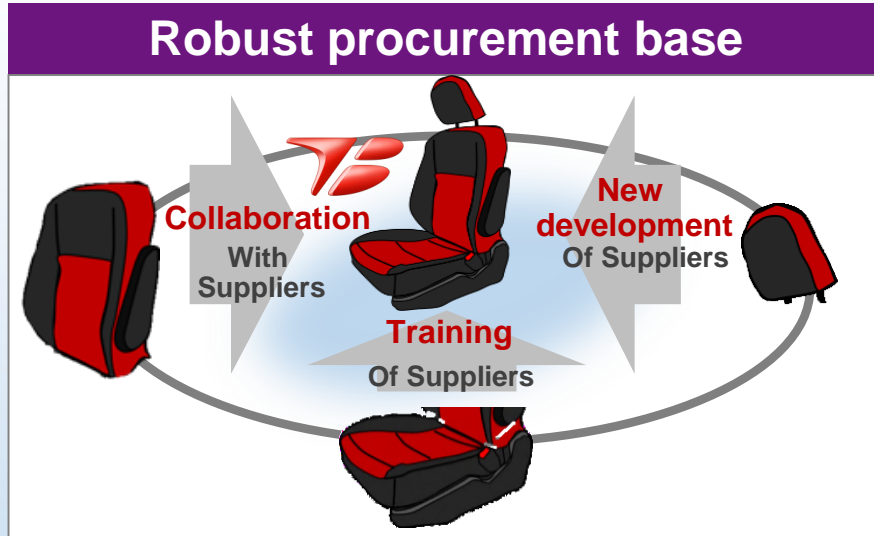 Robust procurement base
Collaboration
With
Suppliers
New
development
Of Suppliers
Training
Of Suppliers